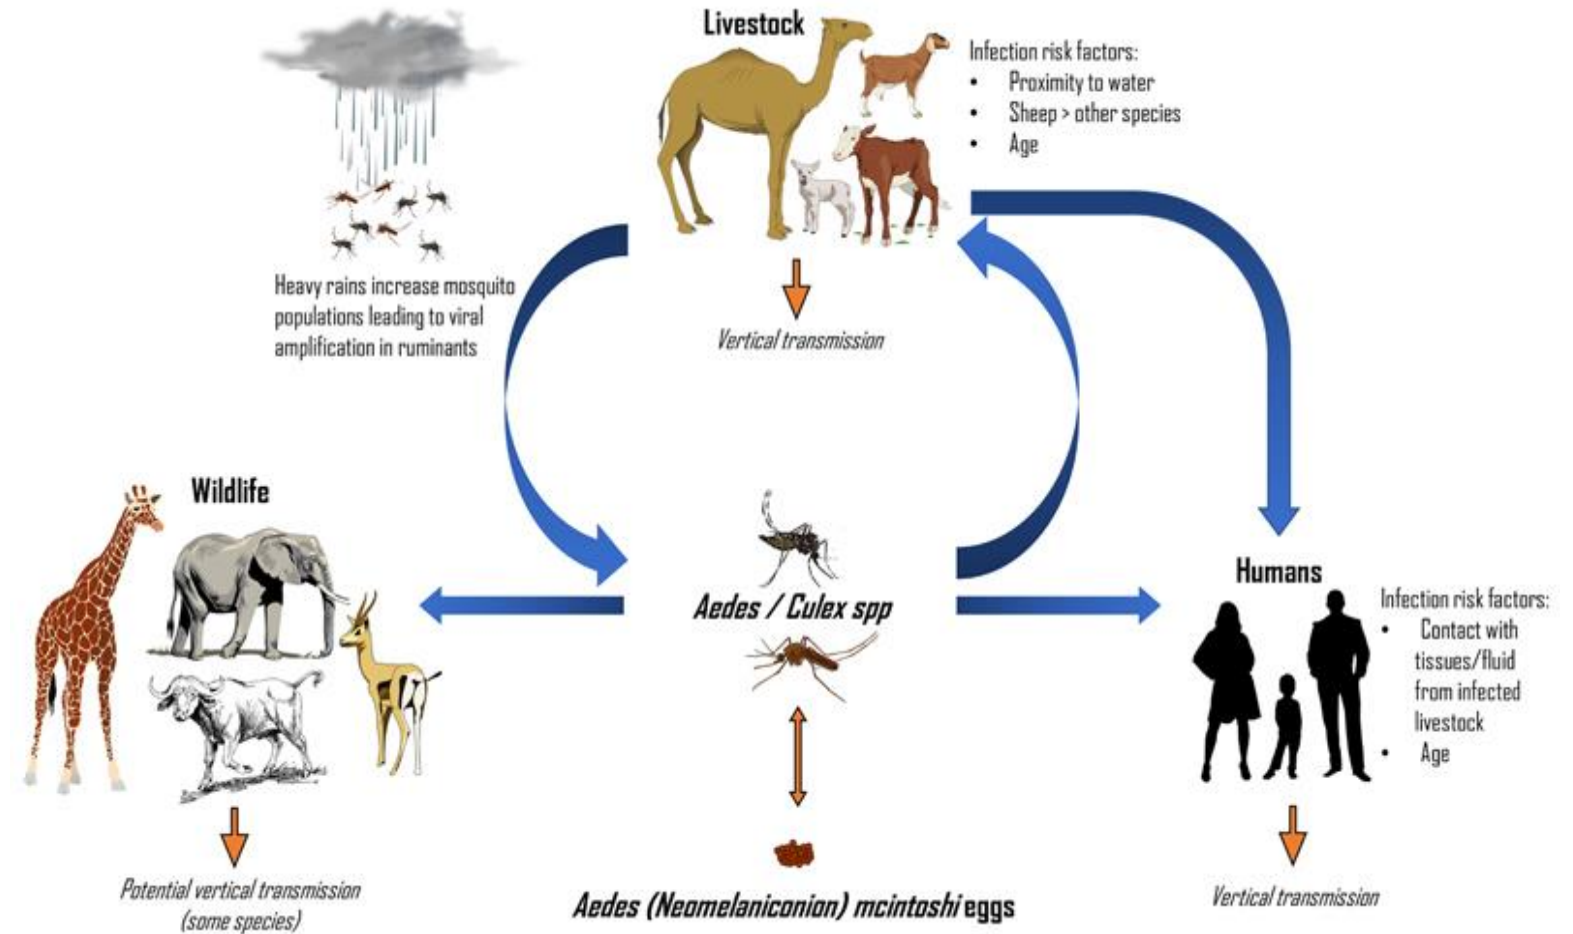 Livestock
Infection risk factors:
• Proximity to water
• Sheep > other species
• Age
Heavy rains increase mosquito
populations leading to viral
amplification in ruminants
Vertical transmission
Wildlife
Aedes / Culex spp
Humans
Infection risk factors:
• Contact with
tissues/fluid
from infected
livestock
• Age
Potential vertical transmission
(some species)
Aedes (Neomelaniconion) mcintoshi eggs
Vertical transmission